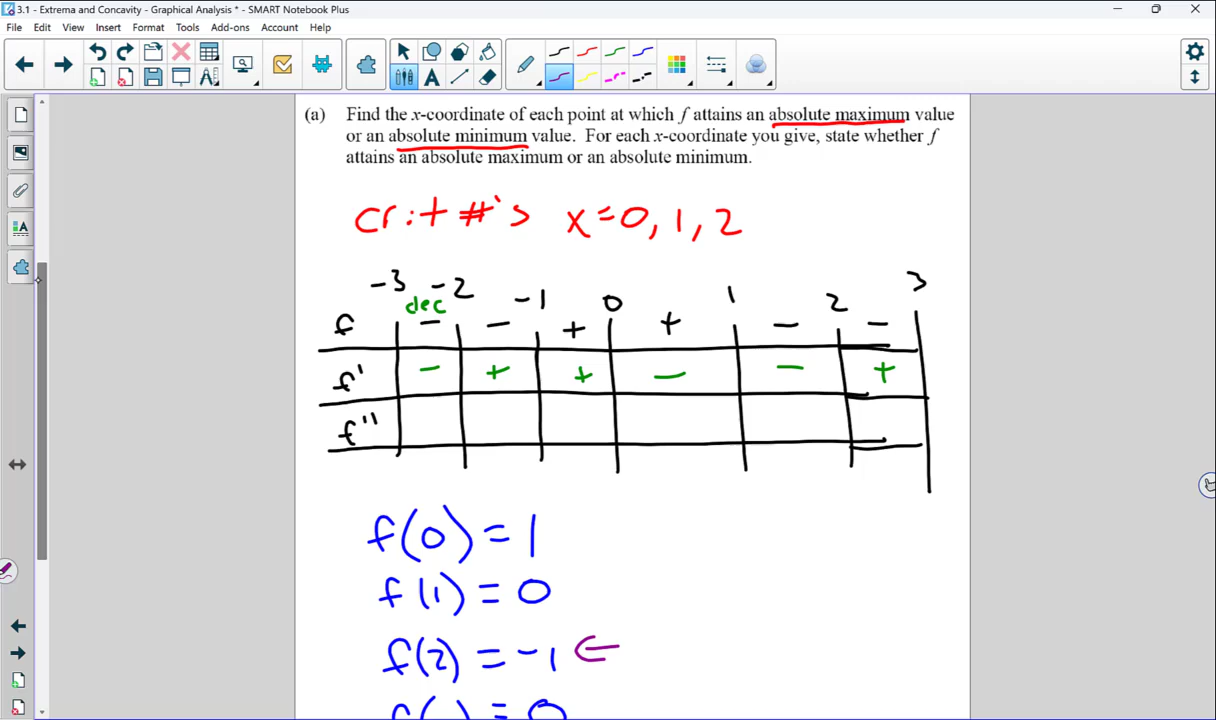 3.1 - Extrema and Concavity - Graphical Analysis * - SMART Notebook Plus
File Edit View Insert Format Tools Add-ons Account Help
(a) Find the x-coordinate of each point at which f attains an absolute maximum value
or an absolute minimum value. For each x-coordinate you give, state whether f
attains an absolute maximum or an absolute minimum.
crit #'s x=0, 1, 2
-3 -2 -1 0 1 2 3
dec
f - - + + - -
f' - + + - - +
f''
f(0) = 1
f(1) = 0
f(2) = -1 ←